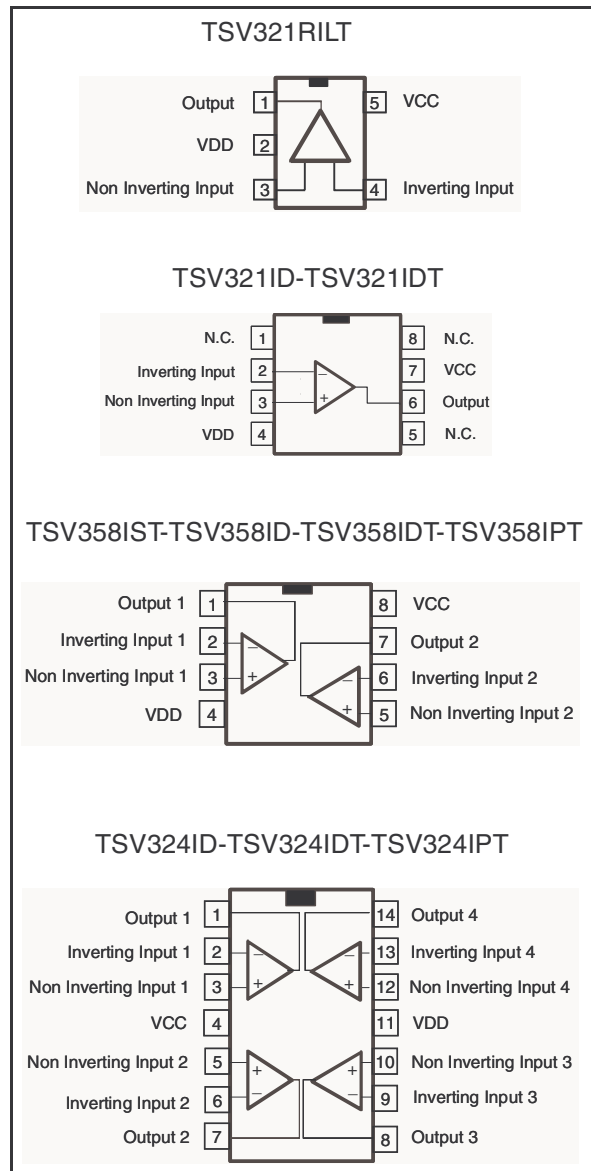 TSV321RILT
Output 1 5 VCC
VDD 2
Non Inverting Input 3 4 Inverting Input
TSV321ID-TSV321IDT
N.C. 1 8 N.C.
Inverting Input 2 - 7 VCC
Non Inverting Input 3 + 6 Output
VDD 4 5 N.C.
TSV358IST-TSV358ID-TSV358IDT-TSV358IPT
Output 1 1 8 VCC
Inverting Input 1 2 - 7 Output 2
Non Inverting Input 1 3 + - 6 Inverting Input 2
VDD 4 + 5 Non Inverting Input 2
TSV324ID-TSV324IDT-TSV324IPT
Output 1 1 14 Output 4
Inverting Input 1 2 - - 13 Inverting Input 4
Non Inverting Input 1 3 + + 12 Non Inverting Input 4
VCC 4 11 VDD
Non Inverting Input 2 5 + + 10 Non Inverting Input 3
Inverting Input 2 6 - - 9 Inverting Input 3
Output 2 7 8 Output 3